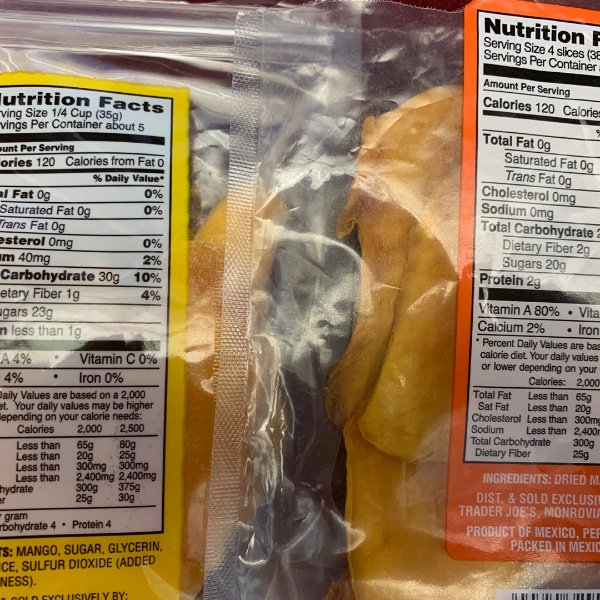 Nutrition Facts
Serving Size 1/4 Cup (35g)
Servings Per Container about 5
Amount Per Serving
Calories 120 Calories from Fat 0
% Daily Value*
Total Fat 0g 0%
Saturated Fat 0g 0%
Trans Fat 0g
Cholesterol 0mg 0%
Sodium 40mg 2%
Carbohydrate 30g 10%
Dietary Fiber 1g 4%
Sugars 23g
less than 1g
A 4% • Vitamin C 0%
4% • Iron 0%
Daily Values are based on a 2,000
Your daily values may be higher
depending on your calorie needs:
Calories 2,000 2,500
Less than 65g 80g
Less than 20g 25g
Less than 300mg 300mg
Less than 2,400mg 2,400mg
300g 375g
25g 30g
gram
4 • Protein 4
MANGO, SUGAR, GLYCERIN,
SULFUR DIOXIDE (ADDED
SOLD EXCLUSIVELY BY:
Nutrition
Serving Size 4 slices
Servings Per Container
Amount Per Serving
Calories 120 Calories
%
Total Fat 0g
Saturated Fat 0g
Trans Fat 0g
Cholesterol 0mg
Sodium 0mg
Total Carbohydrate
Dietary Fiber 2g
Sugars 20g
Protein 2g
Vitamin A 80% •
Calcium 2% • Iron
* Percent Daily Values are
calorie diet. Your daily values
or lower depending on your
Calories: 2,000
Total Fat Less than 65g
Sat Fat Less than 20g
Cholesterol Less than 300mg
Sodium Less than
Total Carbohydrate 300g
Dietary Fiber 25g
INGREDIENTS: DRIED
DIST. & SOLD
TRADER JOE'S,
PRODUCT OF MEXICO,
PACKED IN